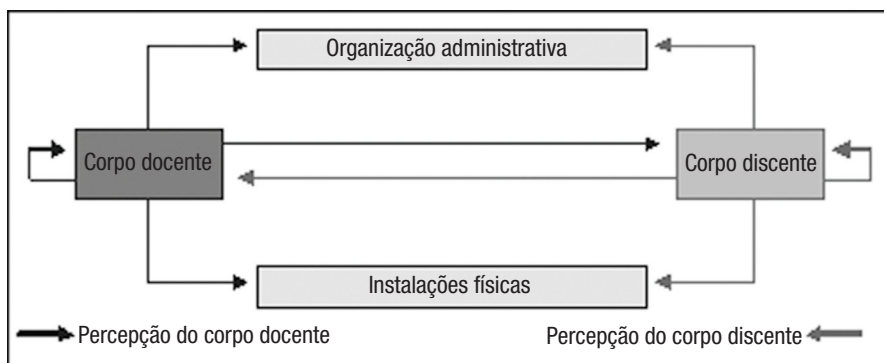 Organização administrativa
Corpo docente
Corpo discente
Instalações físicas
Percepção do corpo docente
Percepção do corpo discente